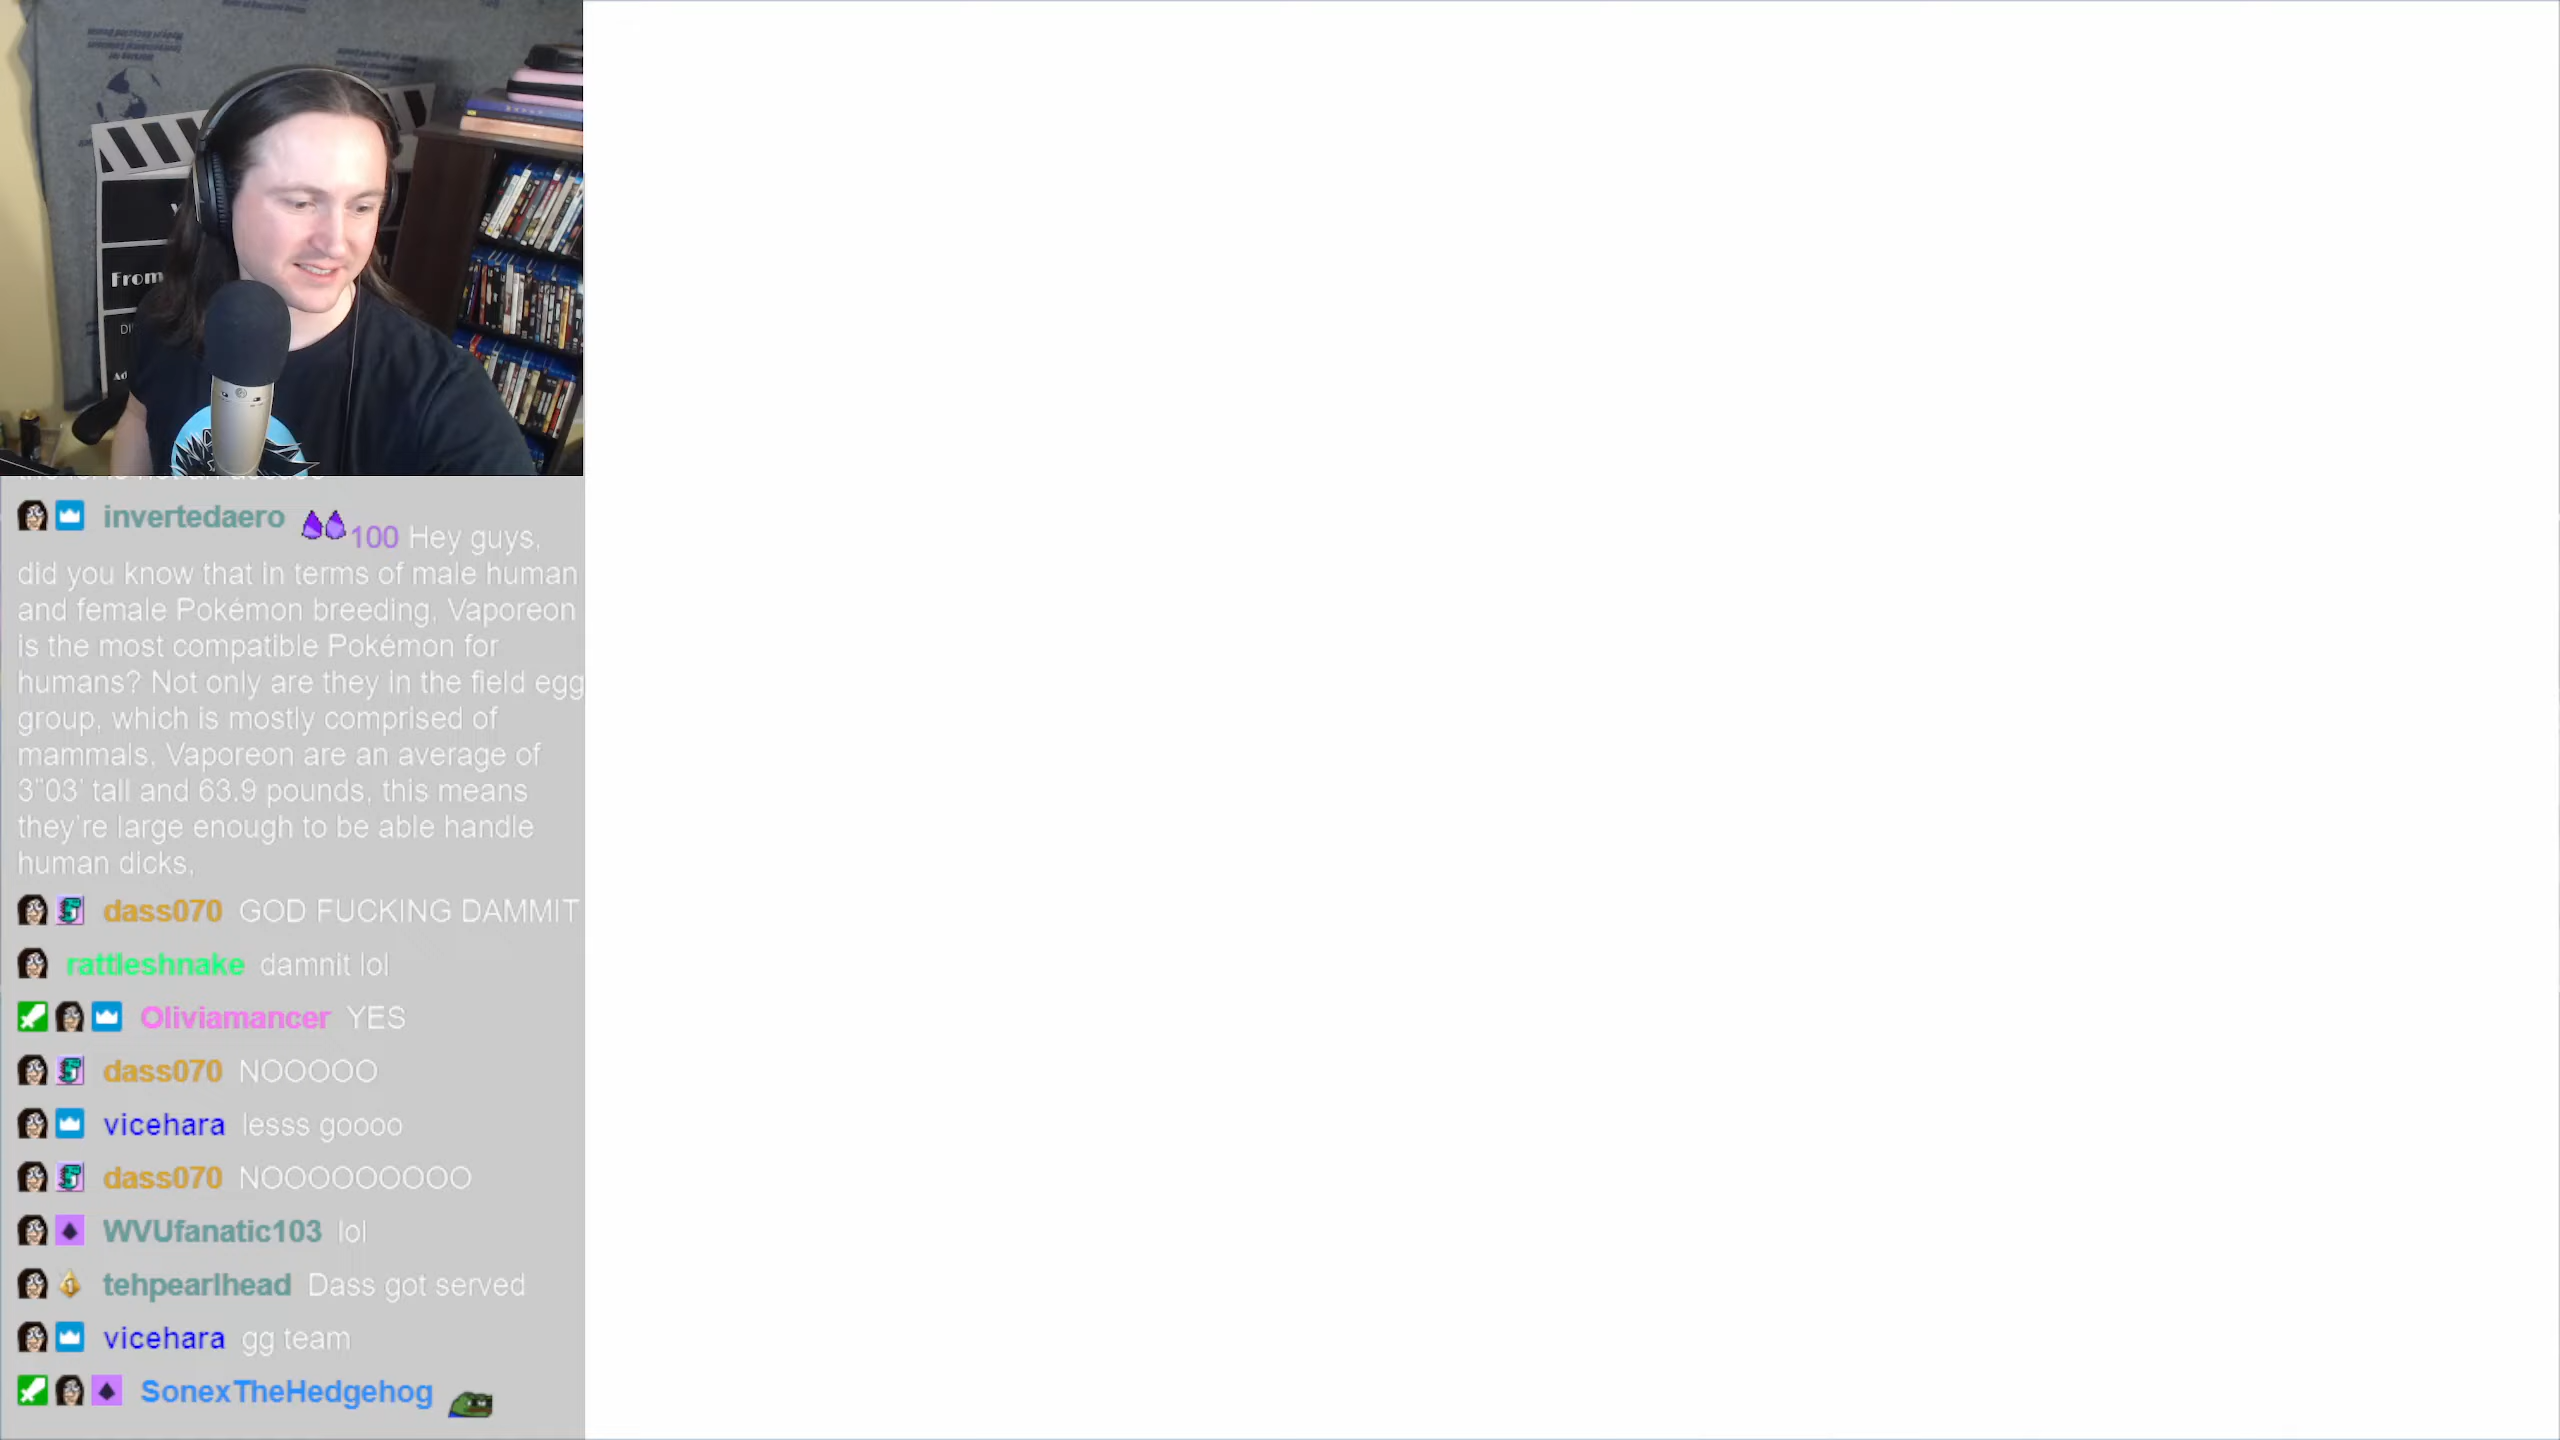 From
DI
Ad
invertedaero 100 Hey guys,
did you know that in terms of male human
and female Pokémon breeding, Vaporeon
is the most compatible Pokémon for
humans? Not only are they in the field egg
group, which is mostly comprised of
mammals, Vaporeon are an average of
3"03' tall and 63.9 pounds, this means
they're large enough to be able handle
human dicks,
dass070 GOD FUCKING DAMMIT
rattleshnake damnit lol
Oliviamancer YES
dass070 NOOOOO
vicehara lesss goooo
dass070 NOOOOOOOOO
WVUfanatic103 lol
tehpearlhead Dass got served
vicehara gg team
SonexTheHedgehog